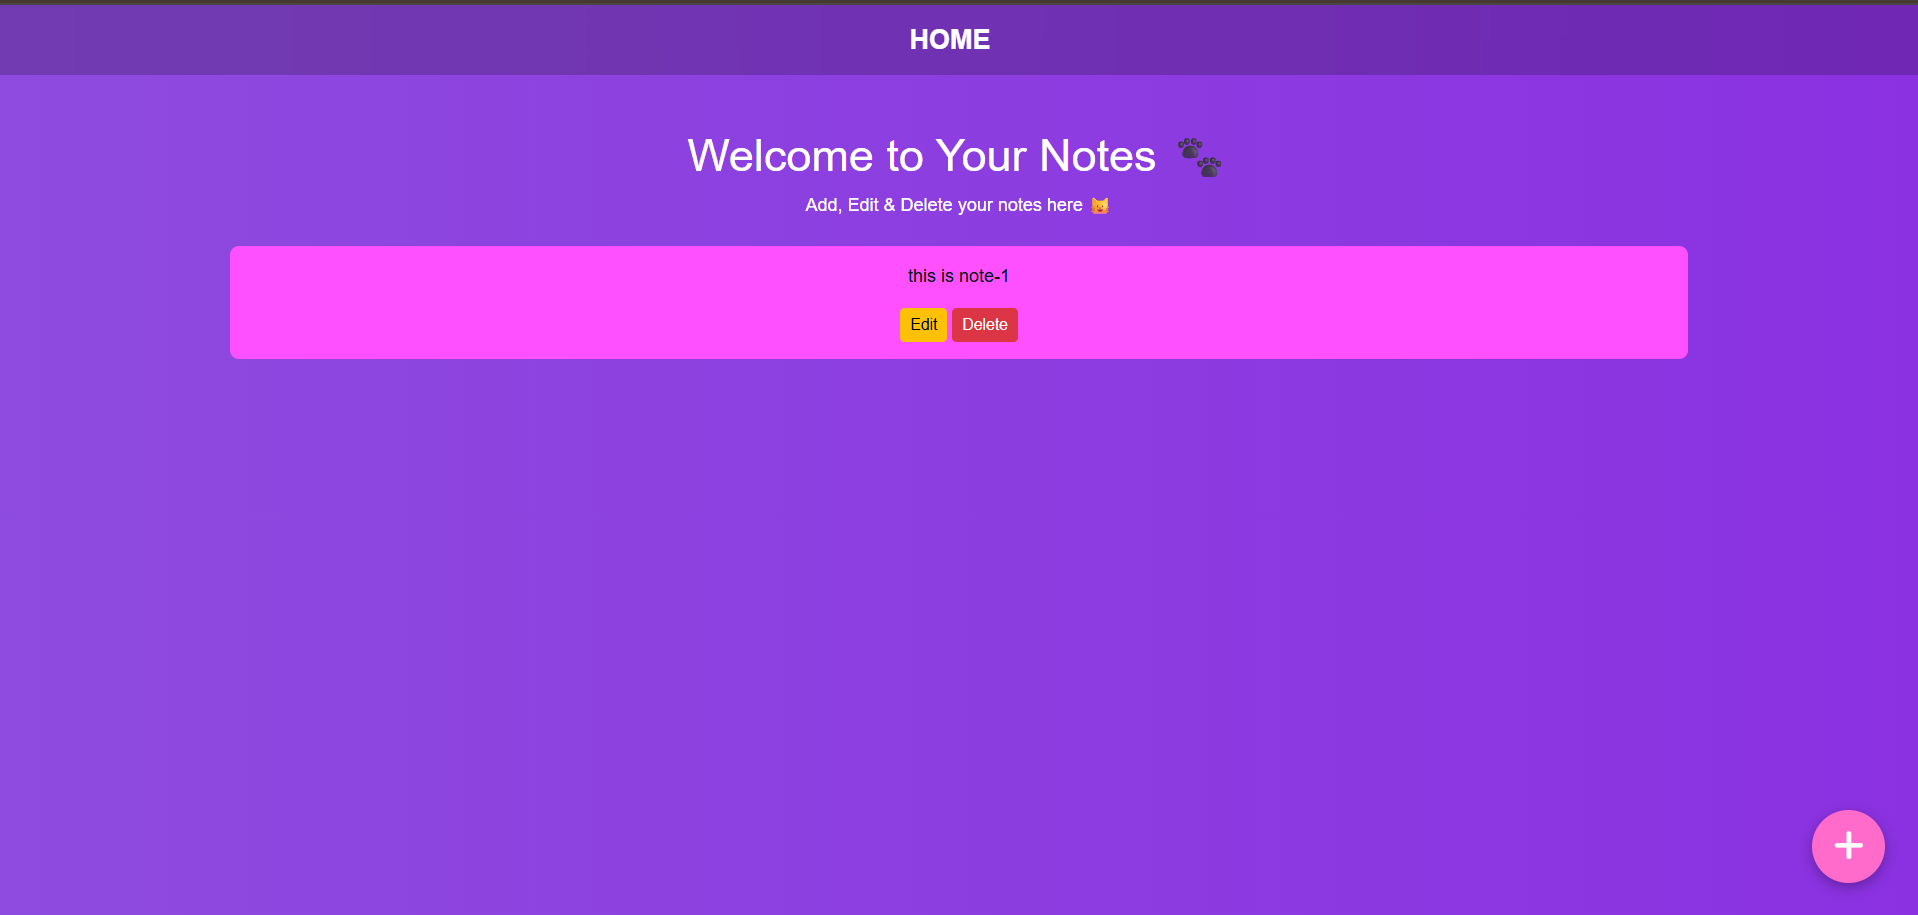 HOME
Welcome to Your Notes 🐾
Add, Edit & Delete your notes here 😺
this is note-1
Edit Delete
+